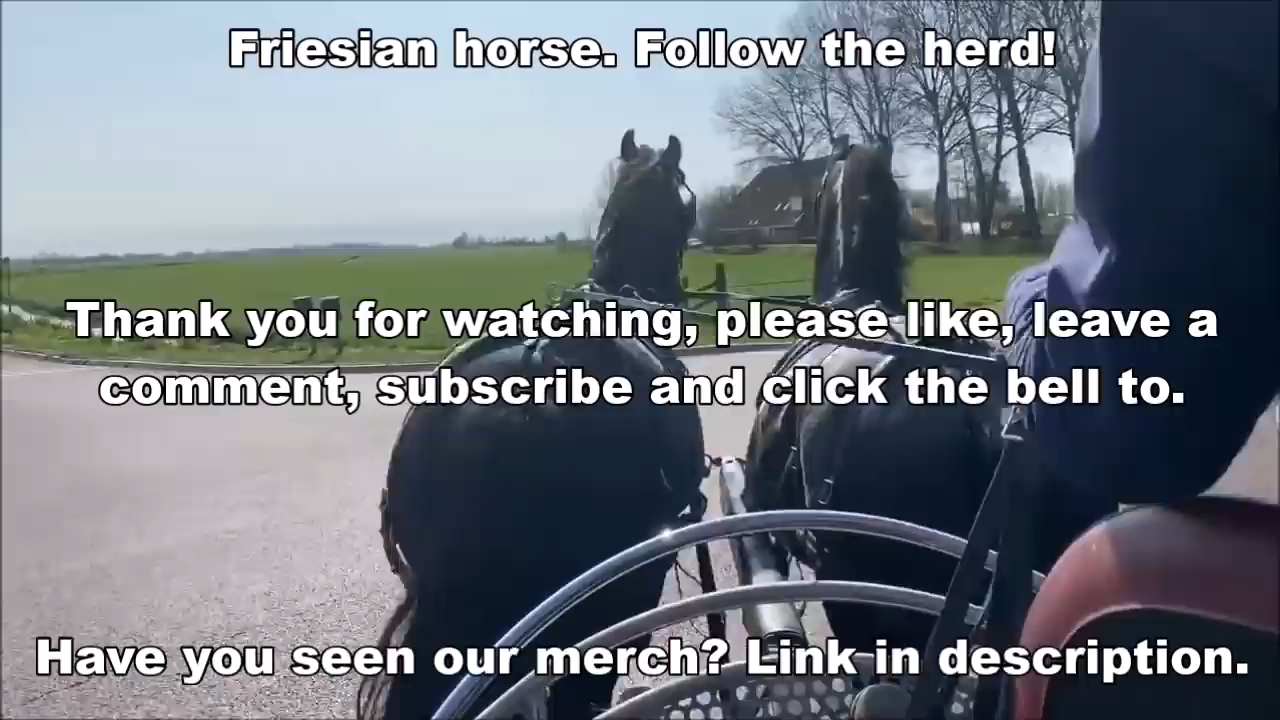 Friesian horse. Follow the herd!
Thank you for watching, please like, leave a
comment, subscribe and click the bell to.
Have you seen our merch? Link in description.